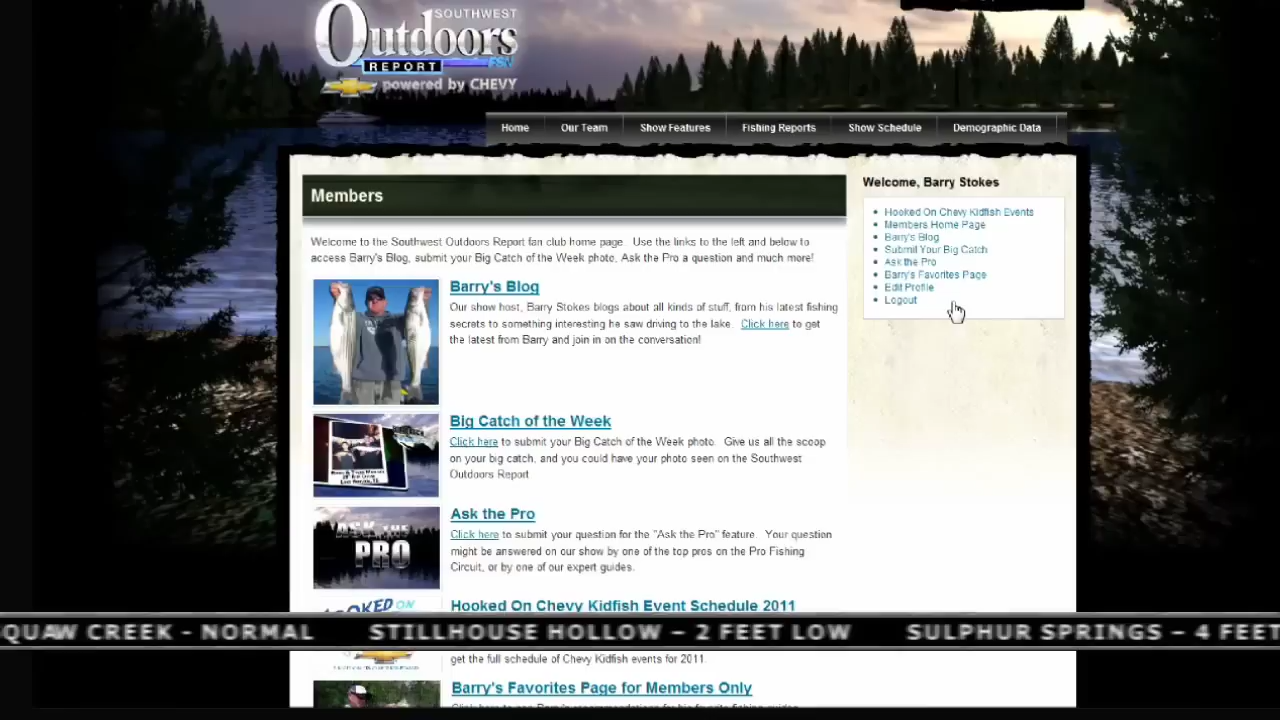 SOUTHWEST
Outdoors
REPORT FSN
powered by CHEVY
Home Our Team Show Features Fishing Reports Show Schedule Demographic Data
Members
Welcome to the Southwest Outdoors Report fan club home page. Use the links to the left and below to
access Barry's Blog, submit your Big Catch of the Week photo, Ask the Pro a question and much more!
Barry's Blog
Our show host, Barry Stokes blogs about all kinds of stuff, from his latest fishing
secrets to something interesting he saw driving to the lake. Click here to get
the latest from Barry and join in on the conversation!
Big Catch of the Week
Click here to submit your Big Catch of the Week photo. Give us all the scoop
on your big catch, and you could have your photo seen on the Southwest
Outdoors Report
ASK THE
PRO
Ask the Pro
Click here to submit your question for the "Ask the Pro" feature. Your question
might be answered on our show by one of the top pros on the Pro Fishing
Circuit, or by one of our expert guides.
HOOKED ON
Hooked On Chevy Kidfish Event Schedule 2011
get the full schedule of Chevy Kidfish events for 2011.
Barry's Favorites Page for Members Only
Welcome, Barry Stokes
Hooked On Chevy Kidfish Events
Members Home Page
Barry's Blog
Submit Your Big Catch
Ask the Pro
Barry's Favorites Page
Edit Profile
Logout
QUAW CREEK - NORMAL STILLHOUSE HOLLOW – 2 FEET LOW SULPHUR SPRINGS – 4 FEET